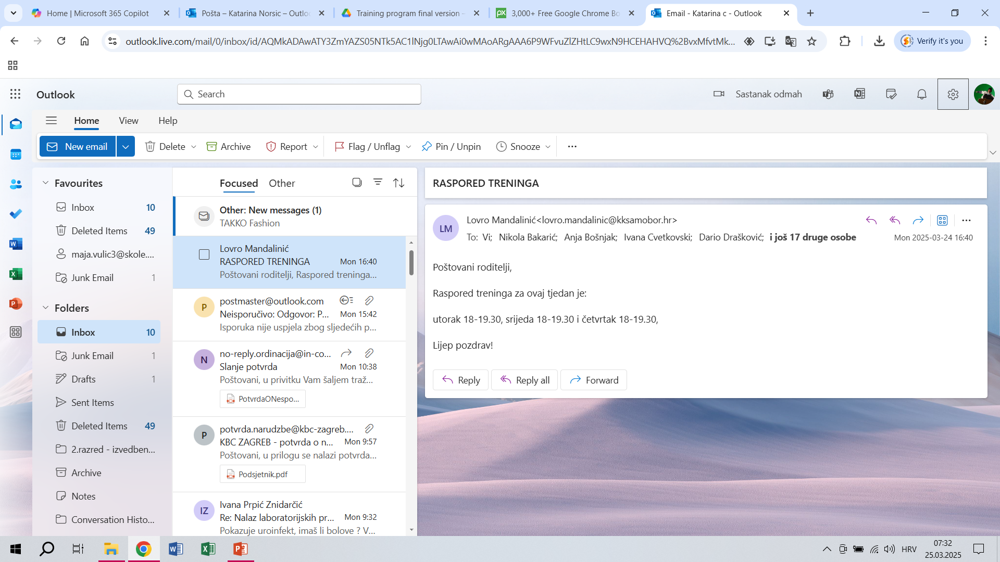 Home | Microsoft 365 Copilot
Pošta – Katarina Norsic – Outlo
Training program final version –
3,000+ Free Google Chrome Bo
Email - Katarina c - Outlook
outlook.live.com/mail/0/inbox/id/AQMkADAwATY3ZmYAZS05NTk5AC1lNjg0LTAwAi0wMAoARgAAA6P9WFvuZlZHtLC9wxN9HCEHAHVQ%2BvxMfvtMk...
Verify it's you
Outlook
Search
Sastanak odmah
Home
View
Help
New email
Delete
Archive
Report
Flag / Unflag
Pin / Unpin
Snooze
Favourites
Inbox 10
Deleted Items 49
maja.vulic3@skole....
Junk Email 1
Folders
Inbox 10
Junk Email 1
Drafts 1
Sent Items
Deleted Items 49
2.razred - izvedben...
Archive
Notes
Conversation Histo...
Focused
Other
Other: New messages (1)
TAKKO Fashion
Lovro Mandalinić
RASPORED TRENINGA Mon 16:40
Poštovani roditelji, Raspored treninga...
P
postmaster@outlook.com
Neisporučivo: Odgovor: P... Mon 15:42
Isporuka nije uspjela zbog sljedećih p...
N
no-reply.ordinacija@in-co...
Slanje potvrda Mon 10:38
Poštovani, u privitku Vam šaljem traž...
PotvrdaONespo...
P
potvrda.narudzbe@kbc-zagreb....
KBC ZAGREB - potvrda o n... Mon 9:57
Poštovani, u prilogu se nalazi potvrda...
Podsjetnik.pdf
IZ
Ivana Prpić Znidarčić
Re: Nalaz laboratorijskih pr... Mon 9:32
Pokazuje uroinfekt, imaš li bolove ? V...
RASPORED TRENINGA
LM
Lovro Mandalinić<lovro.mandalinic@kksamobor.hr>
To: Vi; Nikola Bakarić; Anja Bošnjak; Ivana Cvetkovski; Dario Drašković; i još 17 druge osobe
Mon 2025-03-24 16:40
Poštovani roditelji,
Raspored treninga za ovaj tjedan je:
utorak 18-19.30, srijeda 18-19.30 i četvrtak 18-19.30,
Lijep pozdrav!
Reply
Reply all
Forward
HRV
07:32
25.03.2025